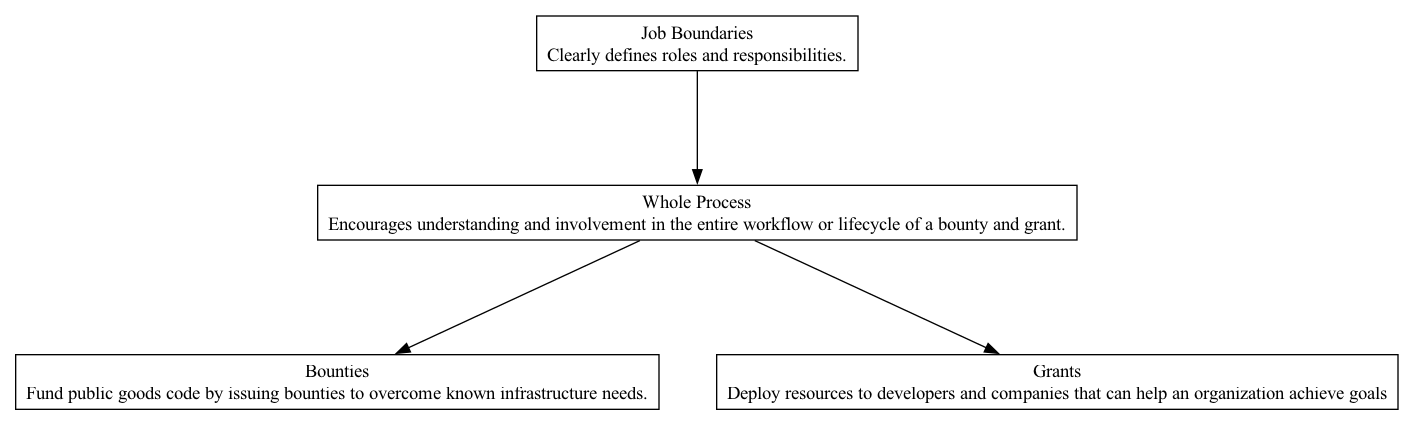 Job Boundaries
Clearly defines roles and responsibilities.
Whole Process
Encourages understanding and involvement in the entire workflow or lifecycle of a bounty and grant.
Bounties
Fund public goods code by issuing bounties to overcome known infrastructure needs.
Grants
Deploy resources to developers and companies that can help an organization achieve goals